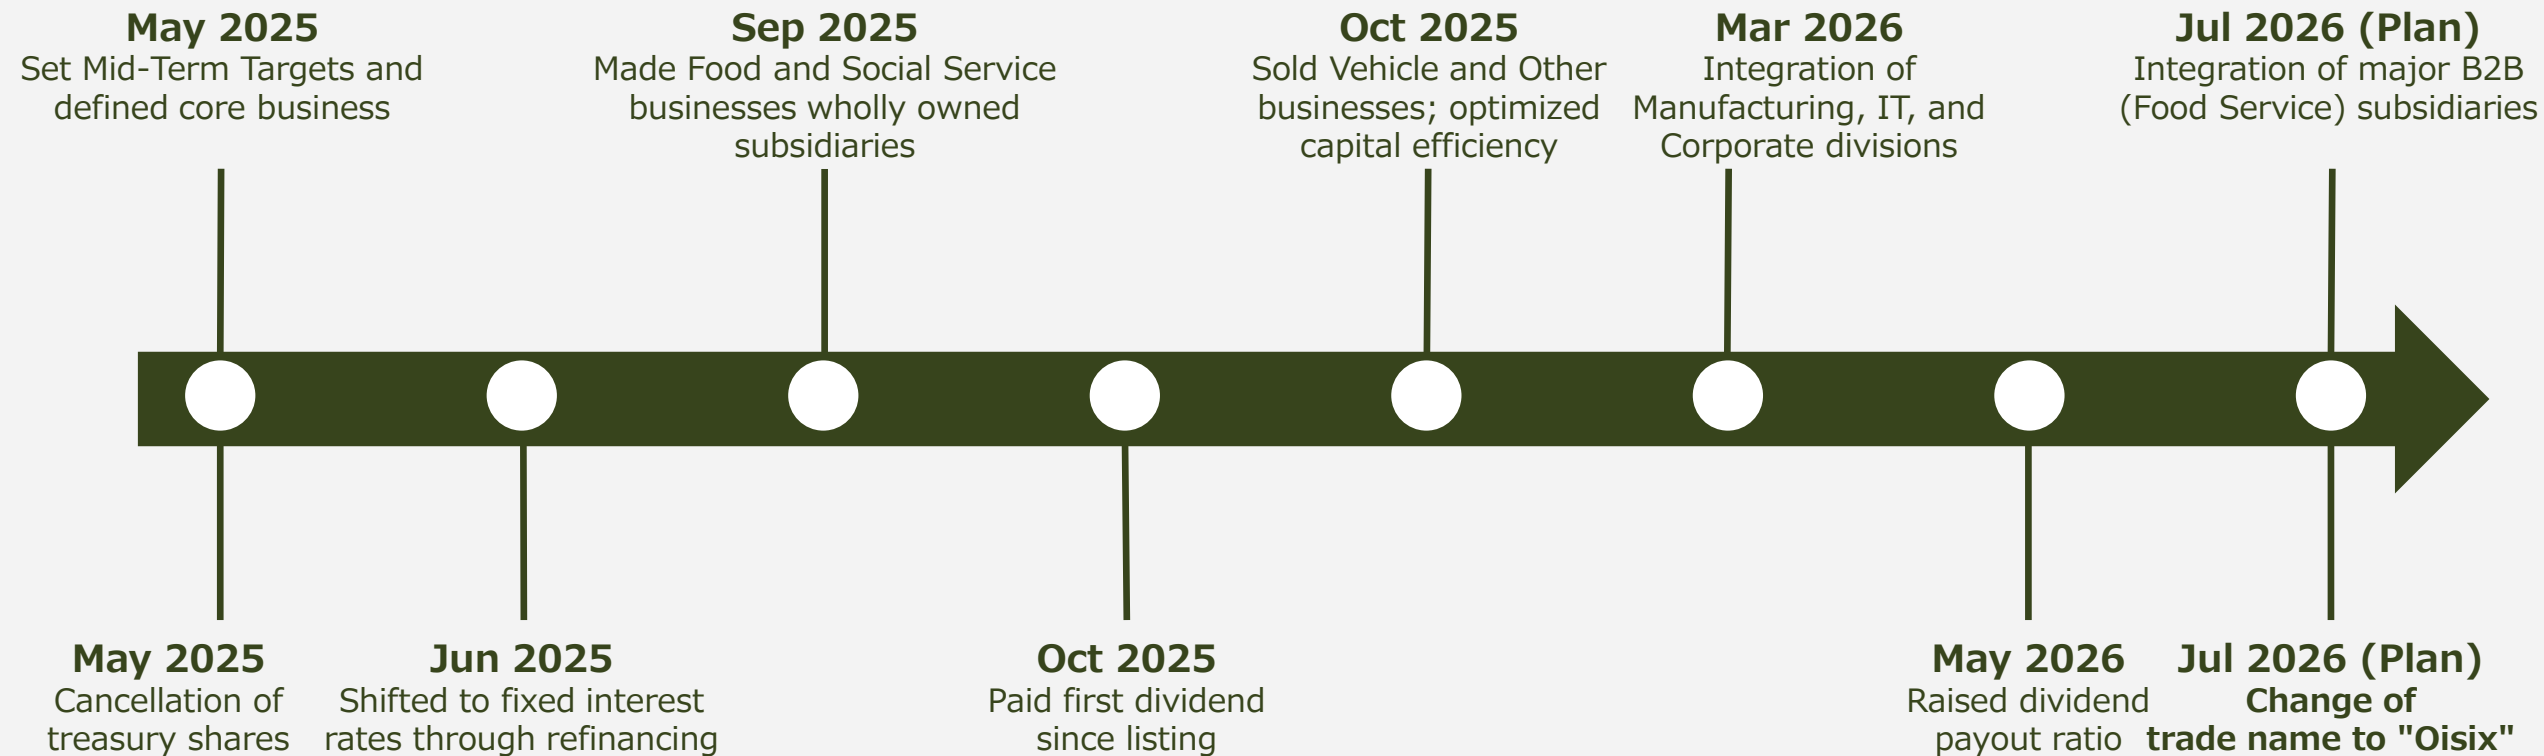 May 2025
Set Mid-Term Targets and
defined core business
Sep 2025
Made Food and Social Service
businesses wholly owned
subsidiaries
Oct 2025
Sold Vehicle and Other
businesses; optimized
capital efficiency
Mar 2026
Integration of
Manufacturing, IT, and
Corporate divisions
Jul 2026 (Plan)
Integration of major B2B
(Food Service) subsidiaries
May 2025
Cancellation of
treasury shares
Jun 2025
Shifted to fixed interest
rates through refinancing
Oct 2025
Paid first dividend
since listing
May 2026
Raised dividend
payout ratio
Jul 2026 (Plan)
Change of
trade name to "Oisix"